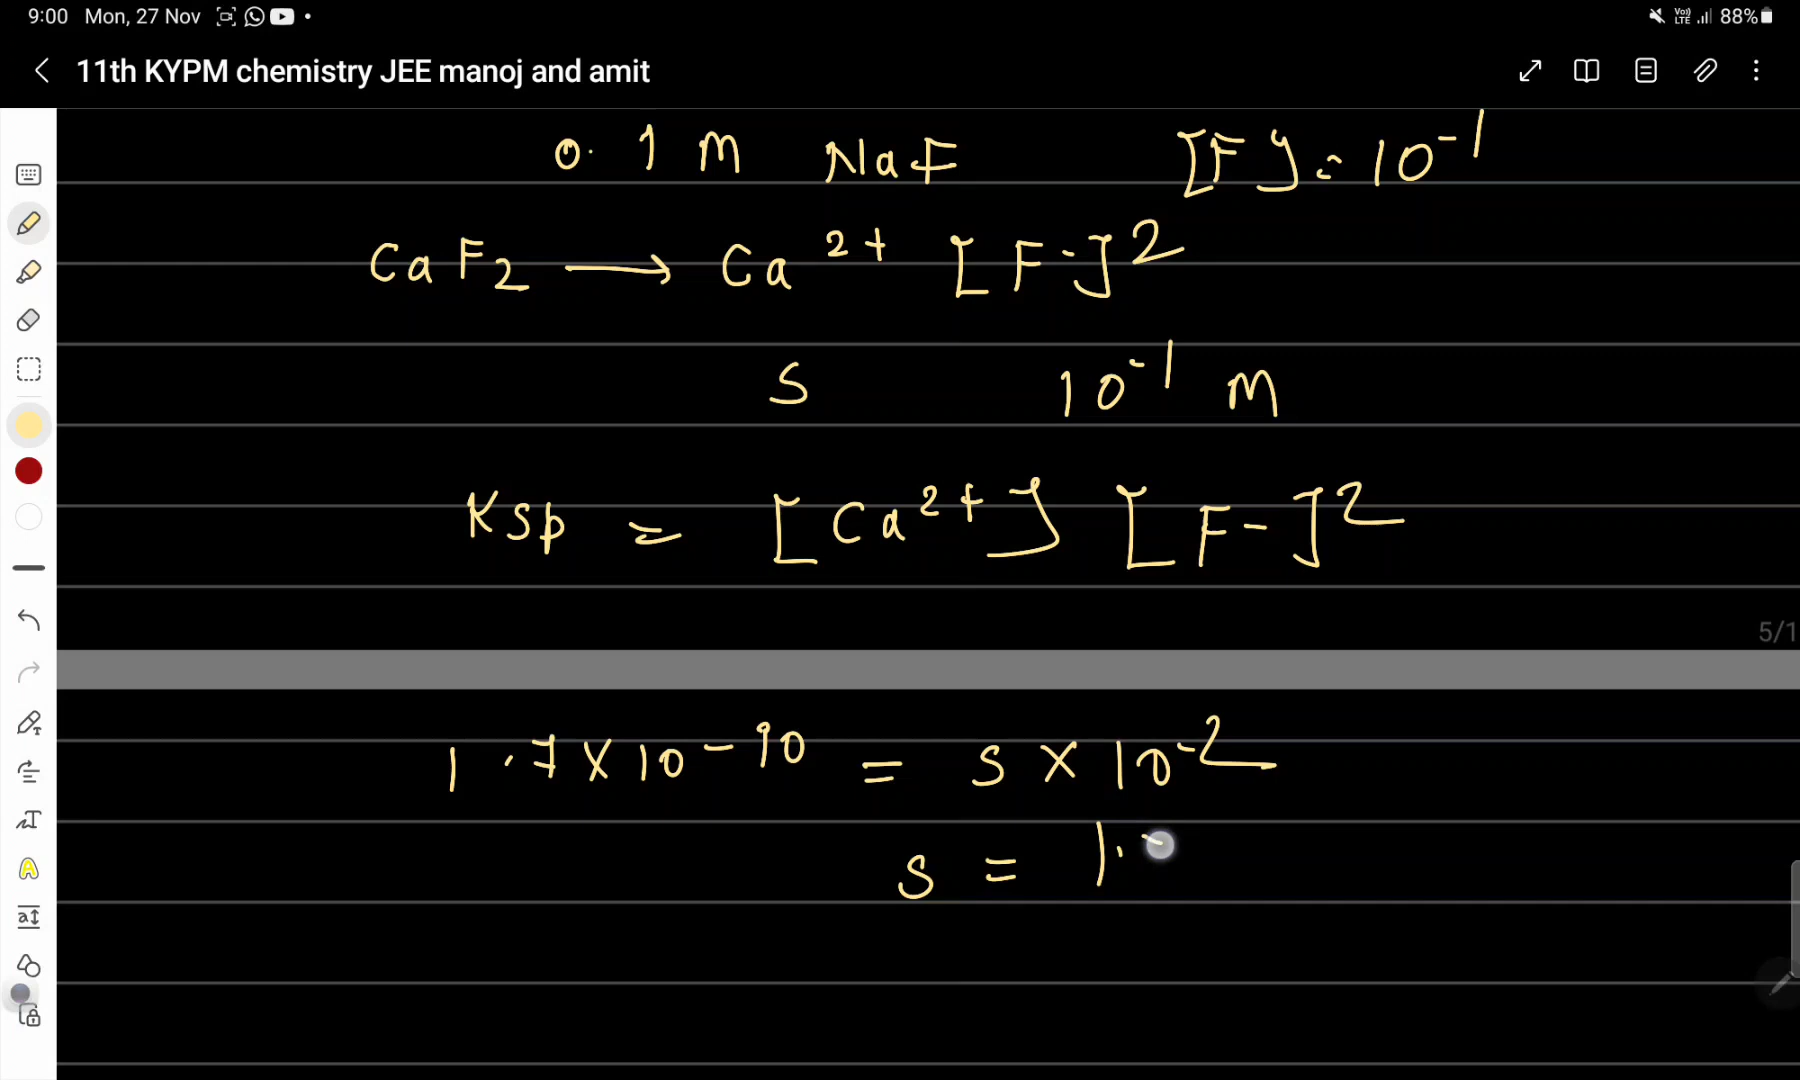 9:00 Mon, 27 Nov 88%
11th KYPM chemistry JEE manoj and amit
0.1 M NaF [F] = 10⁻¹
CaF₂ → Ca²⁺ [F-]²
S 10⁻¹ M
Ksp = [Ca²⁺] [F-]²
5/1
1.7 × 10⁻¹⁰ = S × 10⁻²
S = 1.